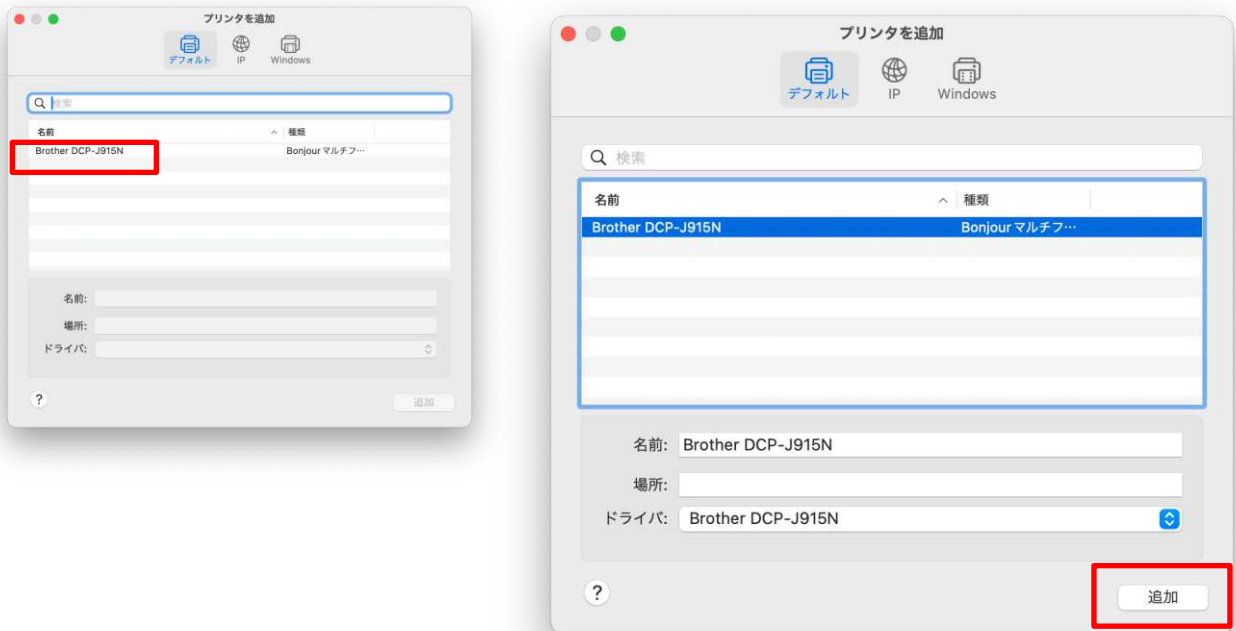 プリンタを追加
デフォルト IP Windows
検索
名前 種類
Brother DCP-J915N Bonjour マルチフ…
名前:
場所:
ドライバ:
?
追加
プリンタを追加
デフォルト IP Windows
検索
名前 種類
Brother DCP-J915N Bonjour マルチフ…
名前: Brother DCP-J915N
場所:
ドライバ: Brother DCP-J915N
?
追加